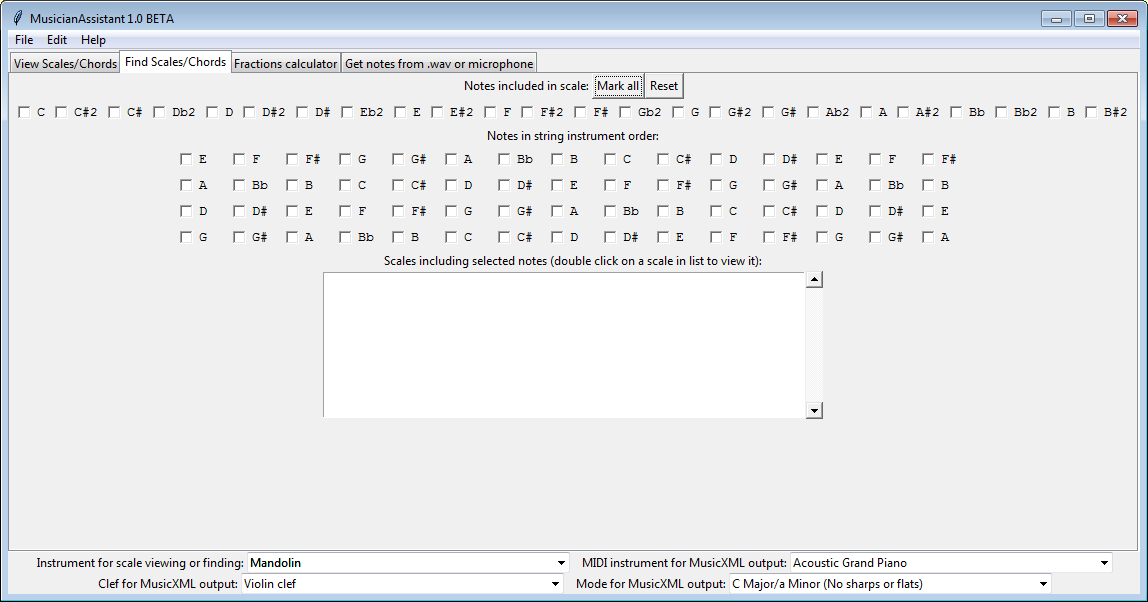 MusicianAssistant 1.0 BETA
File Edit Help
View Scales/Chords Find Scales/Chords Fractions calculator Get notes from .wav or microphone
Notes included in scale: Mark all Reset
C C#2 C# Db2 D D#2 D# Eb2 E E#2 F F#2 F# Gb2 G G#2 G# Ab2 A A#2 Bb Bb2 B B#2
Notes in string instrument order:
E F F# G G# A Bb B C C# D D# E F F#
A Bb B C C# D D# E F F# G G# A Bb B
D D# E F F# G G# A Bb B C C# D D# E
G G# A Bb B C C# D D# E F F# G G# A
Scales including selected notes (double click on a scale in list to view it):
Instrument for scale viewing or finding: Mandolin MIDI instrument for MusicXML output: Acoustic Grand Piano
Clef for MusicXML output: Violin clef Mode for MusicXML output: C Major/a Minor (No sharps or flats)